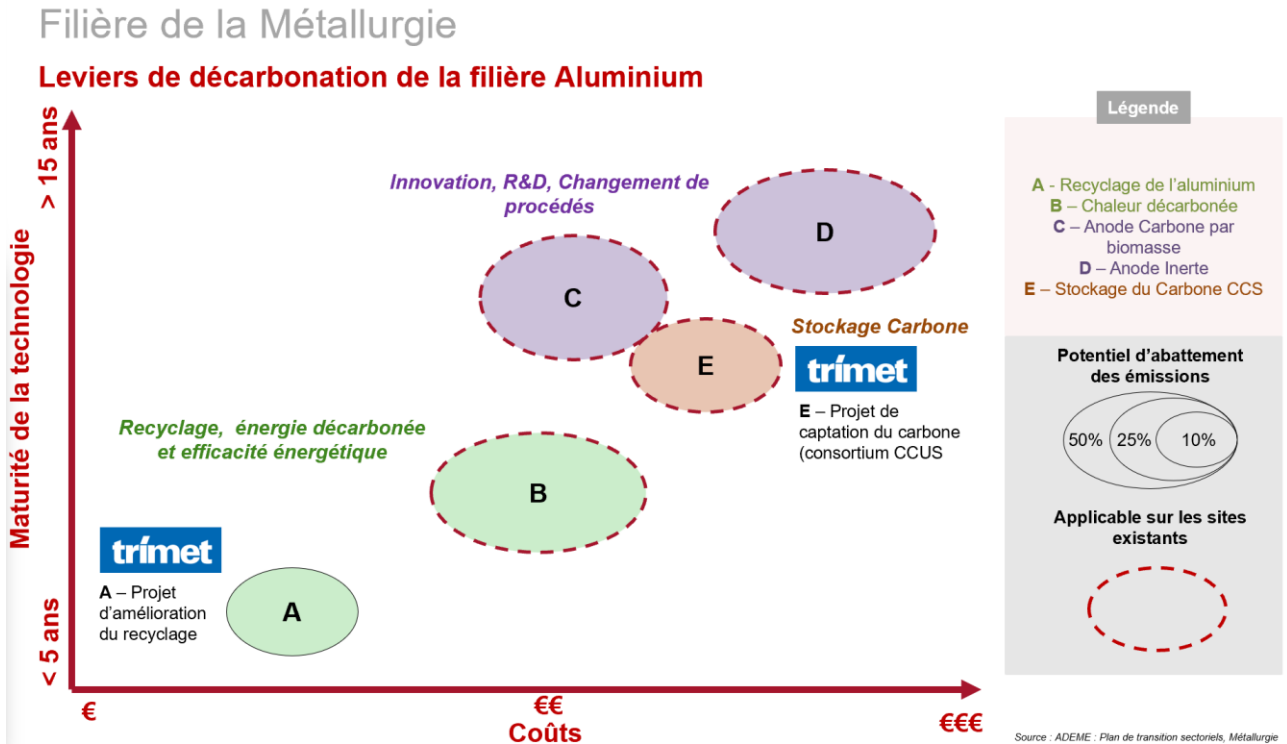 Filière de la Métallurgie
Leviers de décarbonation de la filière Aluminium
Maturité de la technologie
> 15 ans
< 5 ans
Innovation, R&D, Changement de
procédés
D
C
Stockage Carbone
E
trimet
E – Projet de
captation du carbone
(consortium CCUS
Recyclage, énergie décarbonée
et efficacité énergétique
B
trimet
A – Projet
d'amélioration
du recyclage
A
€
€€
€€€
Coûts
Légende
A - Recyclage de l'aluminium
B – Chaleur décarbonée
C – Anode Carbone par
biomasse
D – Anode Inerte
E – Stockage du Carbone CCS
Potentiel d'abattement
des émissions
50% 25% 10%
Applicable sur les sites
existants
Source : ADEME : Plan de transition sectoriels, Métallurgie